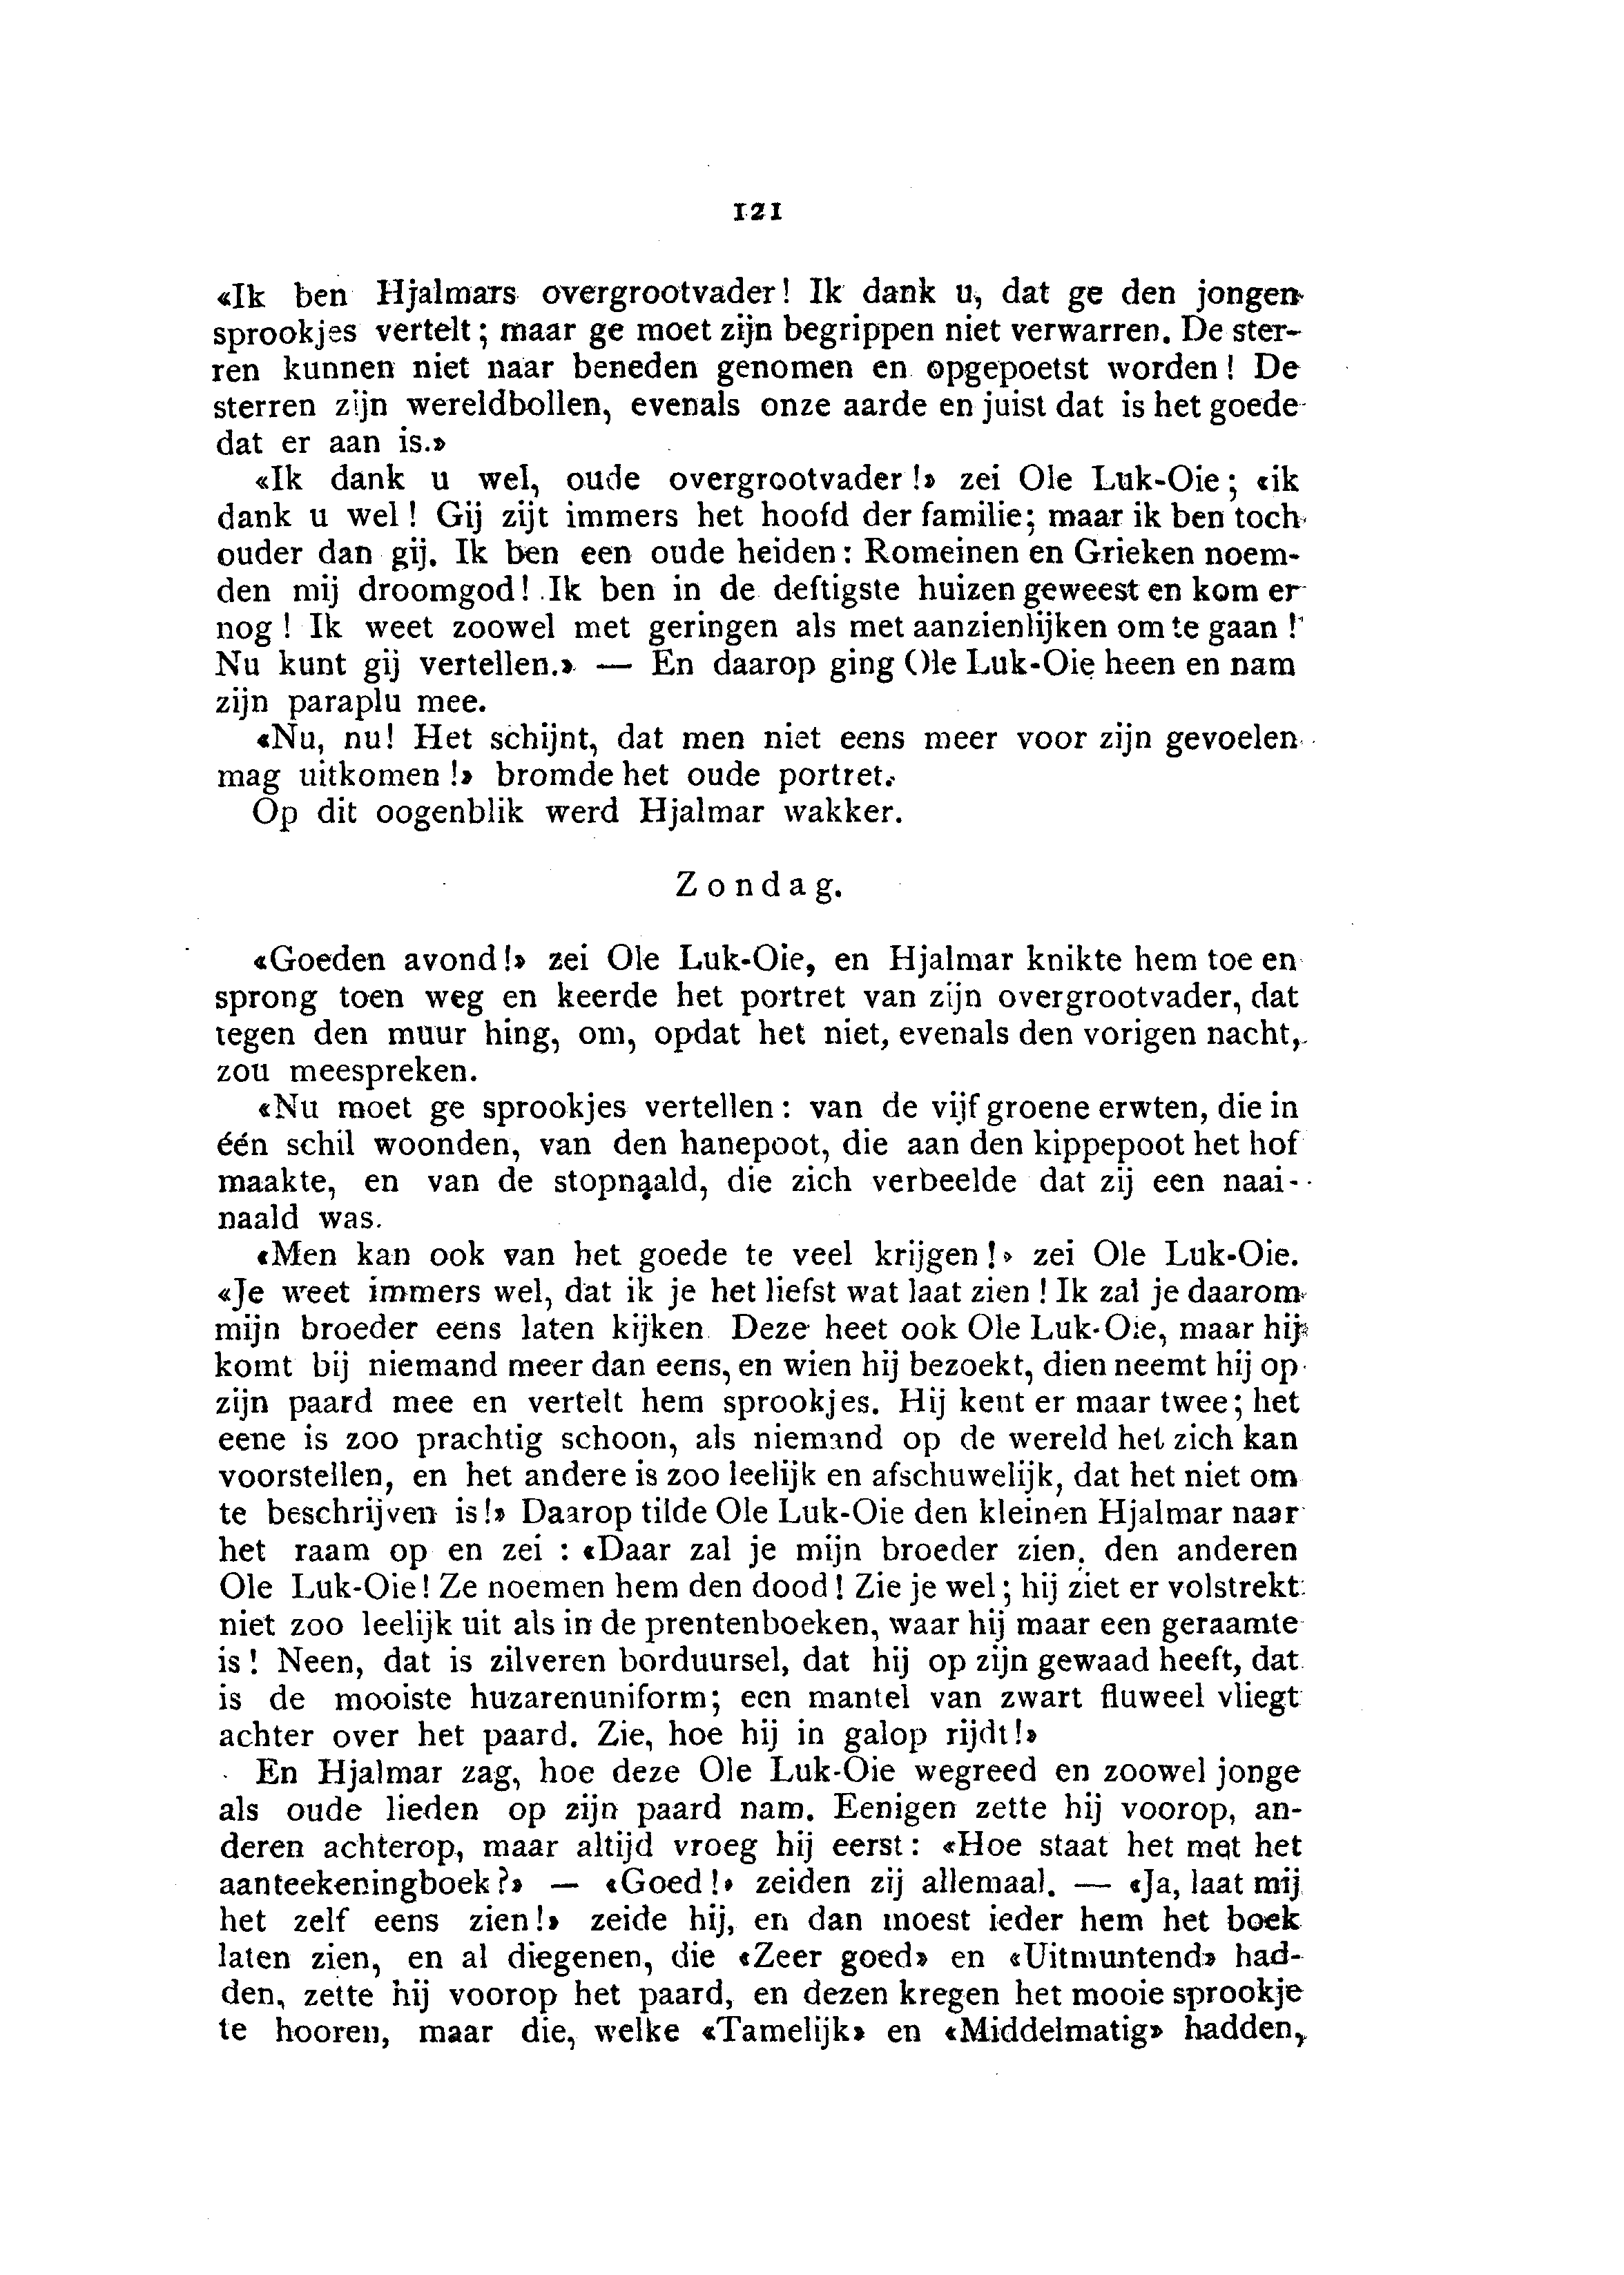 121
«Ik ben Hjalmars overgrootvader! Ik dank u, dat ge den jongen
sprookjes vertelt; maar ge moet zijn begrippen niet verwarren. De ster-
ren kunnen niet naar beneden genomen en opgepoetst worden! De
sterren zijn wereldbollen, evenals onze aarde en juist dat is het goede
dat er aan is.»
«Ik dank u wel, oude overgrootvader!» zei Ole Luk-Oie; «ik
dank u wel! Gij zijt immers het hoofd der familie; maar ik ben toch
ouder dan gij. Ik ben een oude heiden: Romeinen en Grieken noem-
den mij droomgod! Ik ben in de deftigste huizen geweest en kom er
nog! Ik weet zoowel met geringen als met aanzienlijken om te gaan!
Nu kunt gij vertellen.» — En daarop ging Ole Luk-Oie heen en nam
zijn paraplu mee.
«Nu, nu! Het schijnt, dat men niet eens meer voor zijn gevoelen
mag uitkomen!» bromde het oude portret.
Op dit oogenblik werd Hjalmar wakker.
Zondag.
«Goeden avond!» zei Ole Luk-Oie, en Hjalmar knikte hem toe en
sprong toen weg en keerde het portret van zijn overgrootvader, dat
tegen den muur hing, om, opdat het niet, evenals den vorigen nacht,
zou meespreken.
«Nu moet ge sprookjes vertellen: van de vijf groene erwten, die in
één schil woonden, van den hanepoot, die aan den kippepoot het hof
maakte, en van de stopnaald, die zich verbeelde dat zij een naai-
naald was.
«Men kan ook van het goede te veel krijgen!» zei Ole Luk-Oie.
«Je weet immers wel, dat ik je het liefst wat laat zien! Ik zal je daarom
mijn broeder eens laten kijken Deze heet ook Ole Luk-Oie, maar hij
komt bij niemand meer dan eens, en wien hij bezoekt, dien neemt hij op
zijn paard mee en vertelt hem sprookjes. Hij kent er maar twee; het
eene is zoo prachtig schoon, als niemand op de wereld het zich kan
voorstellen, en het andere is zoo leelijk en afschuwelijk, dat het niet om
te beschrijven is!» Daarop tilde Ole Luk-Oie den kleinen Hjalmar naar
het raam op en zei: «Daar zal je mijn broeder zien, den anderen
Ole Luk-Oie! Ze noemen hem den dood! Zie je wel; hij ziet er volstrekt
niet zoo leelijk uit als in de prentenboeken, waar hij maar een geraamte
is! Neen, dat is zilveren borduursel, dat hij op zijn gewaad heeft, dat
is de mooiste huzarenuniform; een mantel van zwart fluweel vliegt
achter over het paard. Zie, hoe hij in galop rijdt!»
En Hjalmar zag, hoe deze Ole Luk-Oie wegreed en zoowel jonge
als oude lieden op zijn paard nam. Eenigen zette hij voorop, an-
deren achterop, maar altijd vroeg hij eerst: «Hoe staat het met het
aanteekeningboek?» — «Goed!» zeiden zij allemaal. — «Ja, laat mij
het zelf eens zien!» zeide hij, en dan moest ieder hem het boek
laten zien, en al diegenen, die «Zeer goed» en «Uitmuntend» had-
den, zette hij voorop het paard, en dezen kregen het mooie sprookje
te hooren, maar die, welke «Tamelijk» en «Middelmatig» hadden,